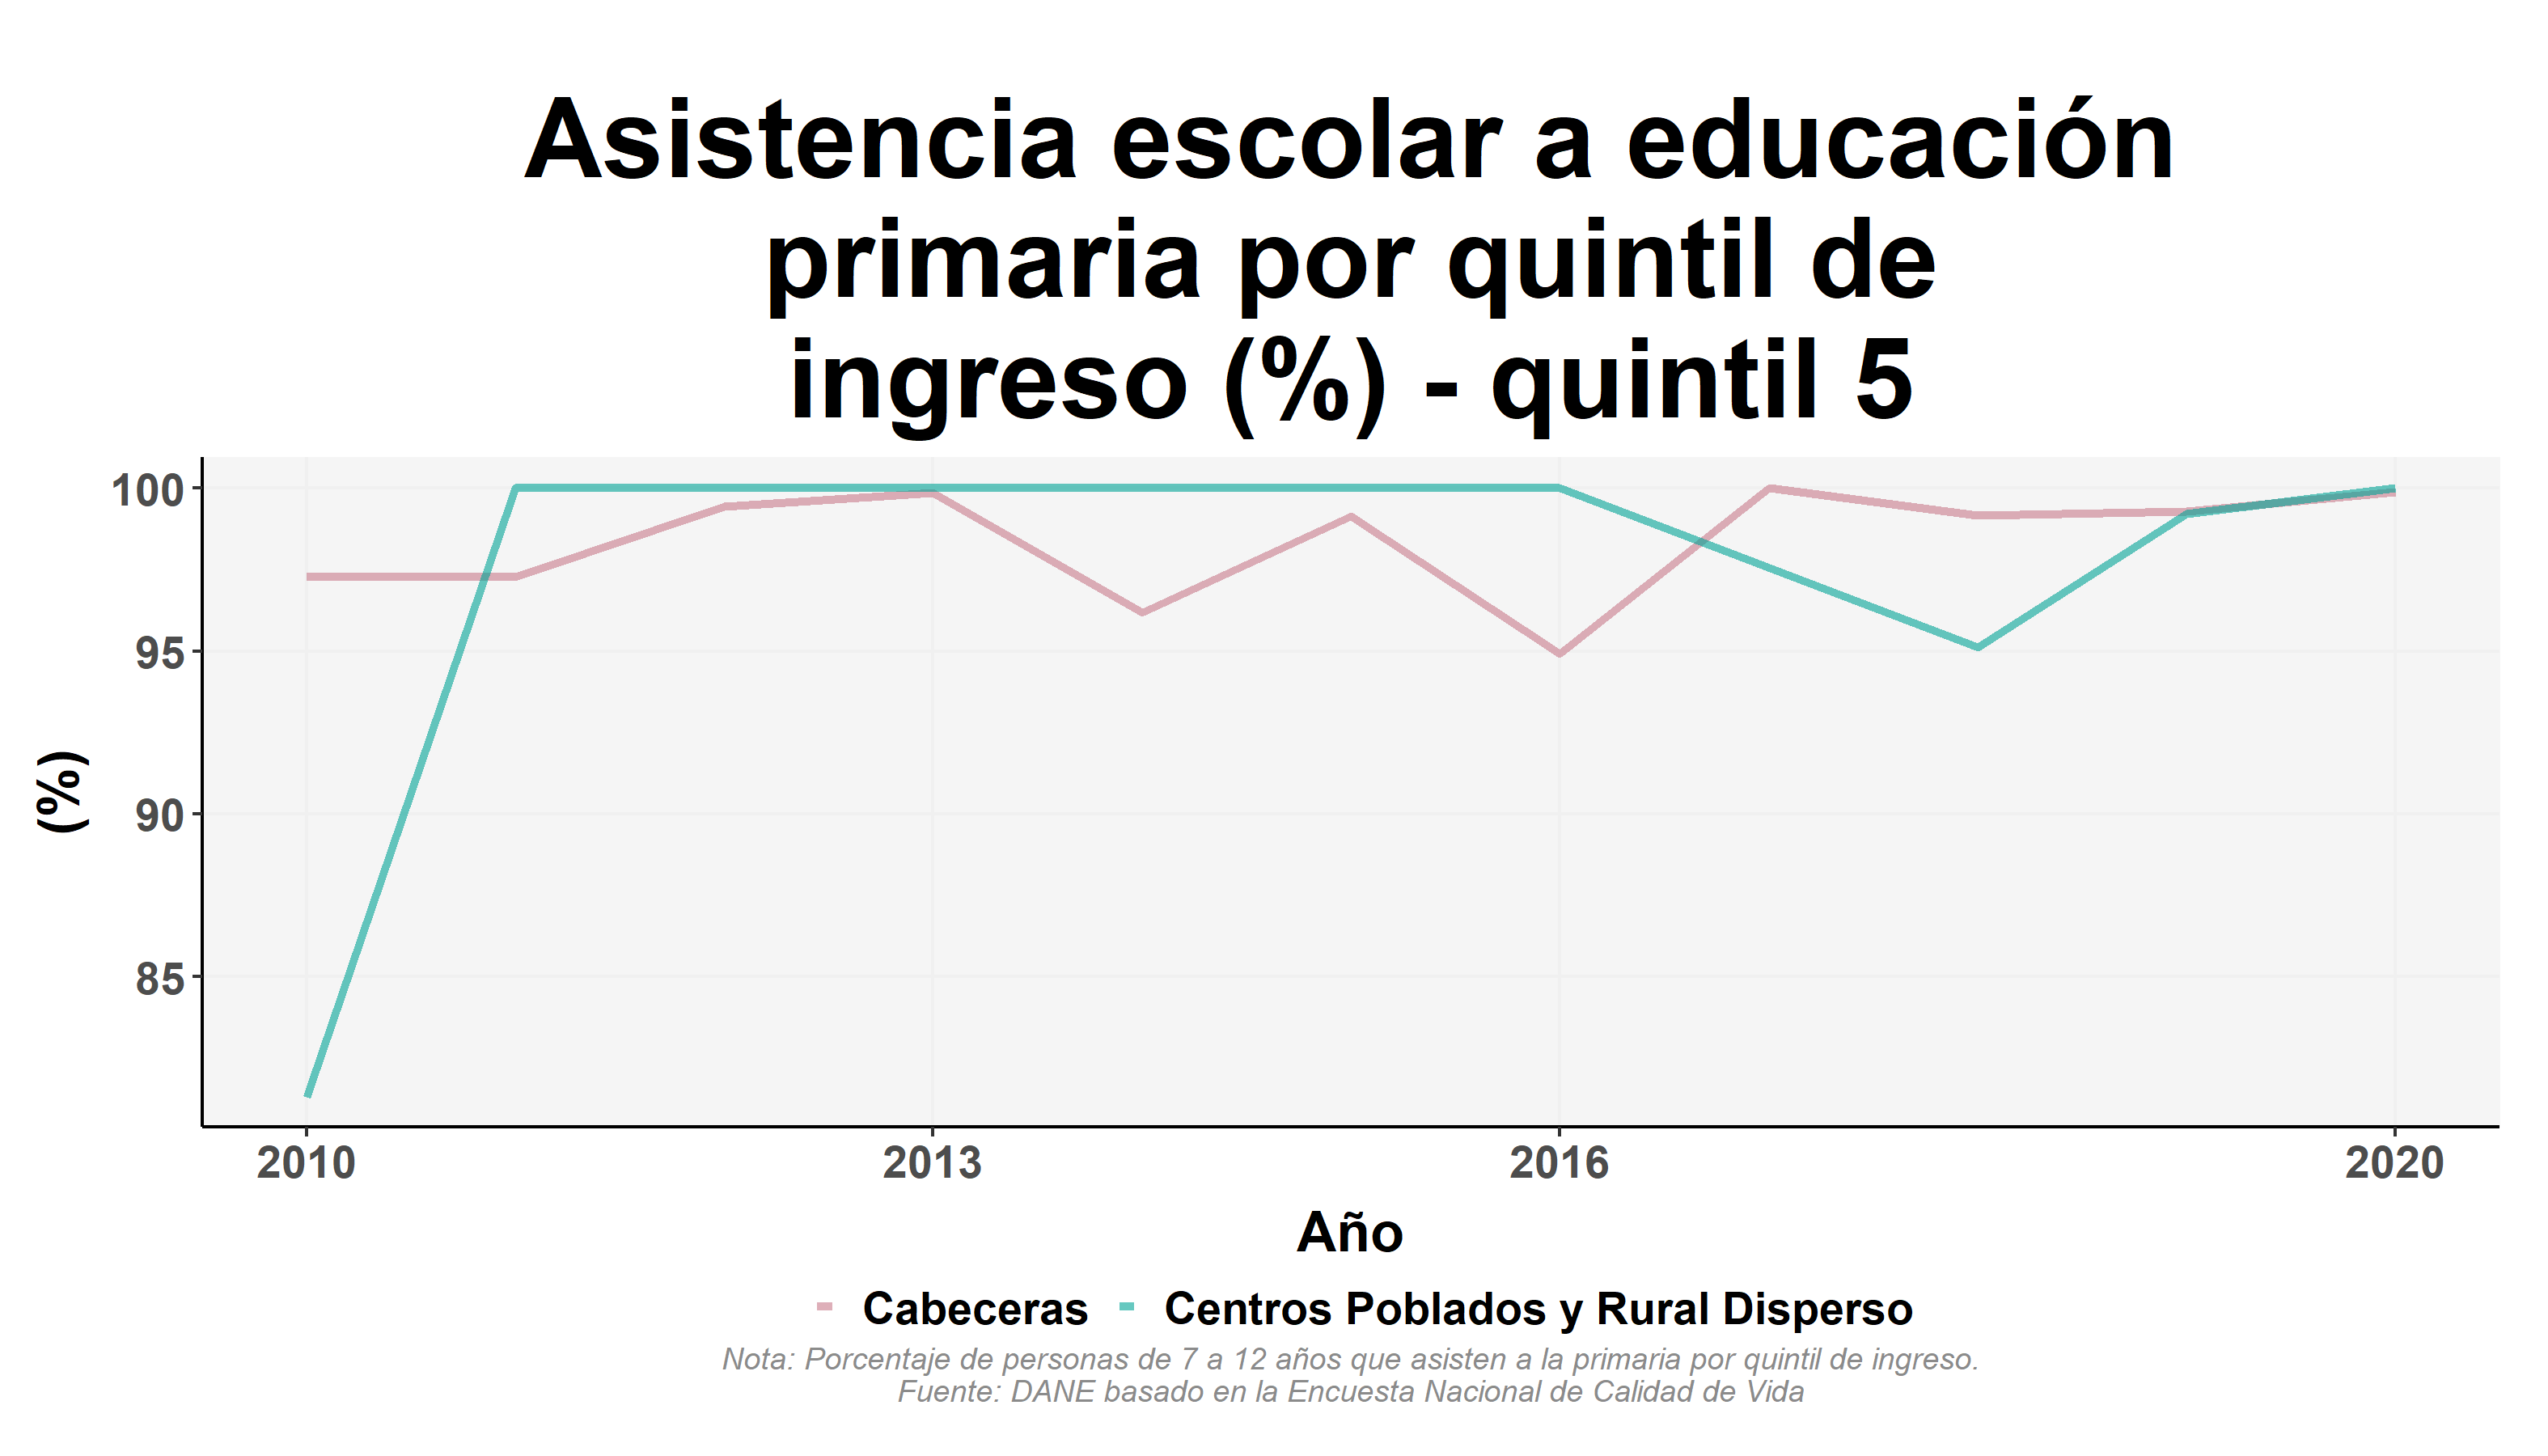 Asistencia escolar a educación
primaria por quintil de
ingreso (%) - quintil 5
100
95
90
85
(%)
2010 2013 2016 2020
Año
Cabeceras Centros Poblados y Rural Disperso
Nota: Porcentaje de personas de 7 a 12 años que asisten a la primaria por quintil de ingreso.
Fuente: DANE basado en la Encuesta Nacional de Calidad de Vida